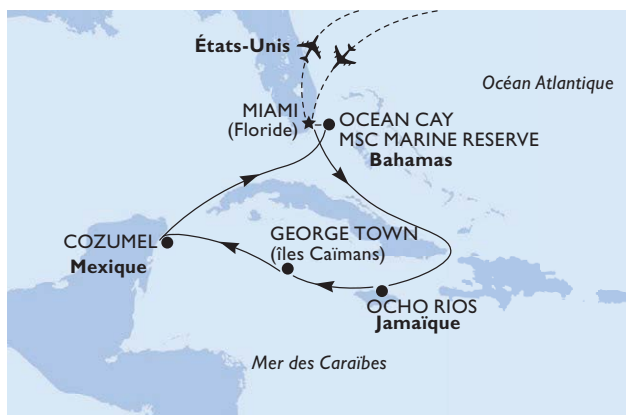 États-Unis
Océan Atlantique
MIAMI
(Floride)
OCEAN CAY
MSC MARINE RESERVE
Bahamas
COZUMEL
Mexique
GEORGE TOWN
(îles Caïmans)
OCHO RIOS
Jamaïque
Mer des Caraïbes